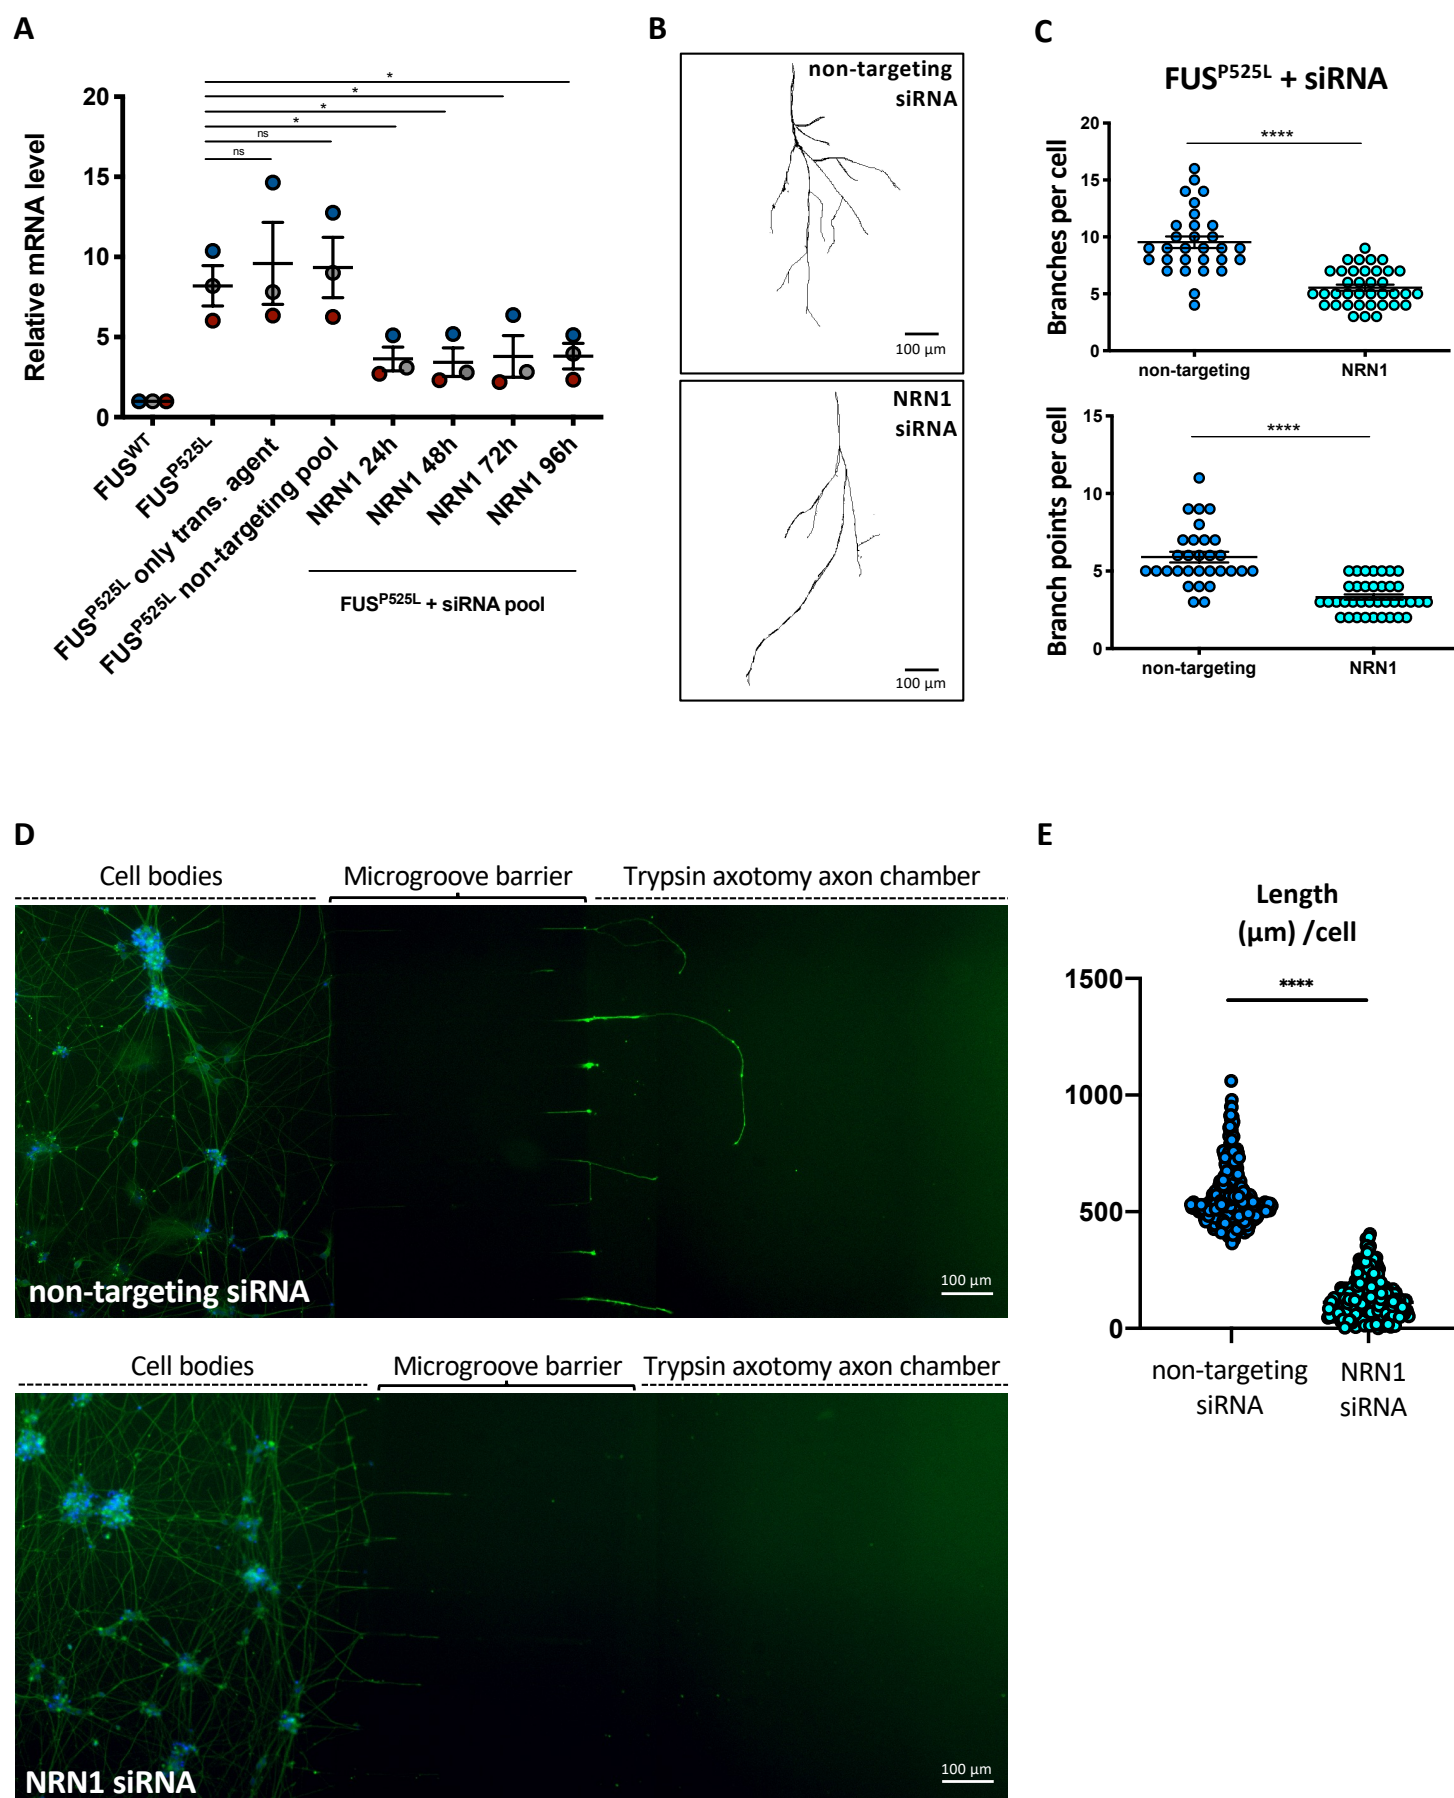 A
Relative mRNA level
20
15
10
5
0
*
*
*
*
ns
ns
FUSWT
FUSP525L
FUSP525L only trans. agent
FUSP525L non-targeting pool
NRN1 24h
NRN1 48h
NRN1 72h
NRN1 96h
FUSP525L + siRNA pool
B
non-targeting
siRNA
100 µm
NRN1
siRNA
100 µm
C
FUSP525L + siRNA
Branches per cell
20
15
10
5
0
****
non-targeting
NRN1
Branch points per cell
15
10
5
0
****
non-targeting
NRN1
D
Cell bodies
Microgroove barrier
Trypsin axotomy axon chamber
non-targeting siRNA
100 µm
Cell bodies
Microgroove barrier
Trypsin axotomy axon chamber
NRN1 siRNA
100 µm
E
Length
(µm) /cell
1500
1000
500
0
****
non-targeting
siRNA
NRN1
siRNA